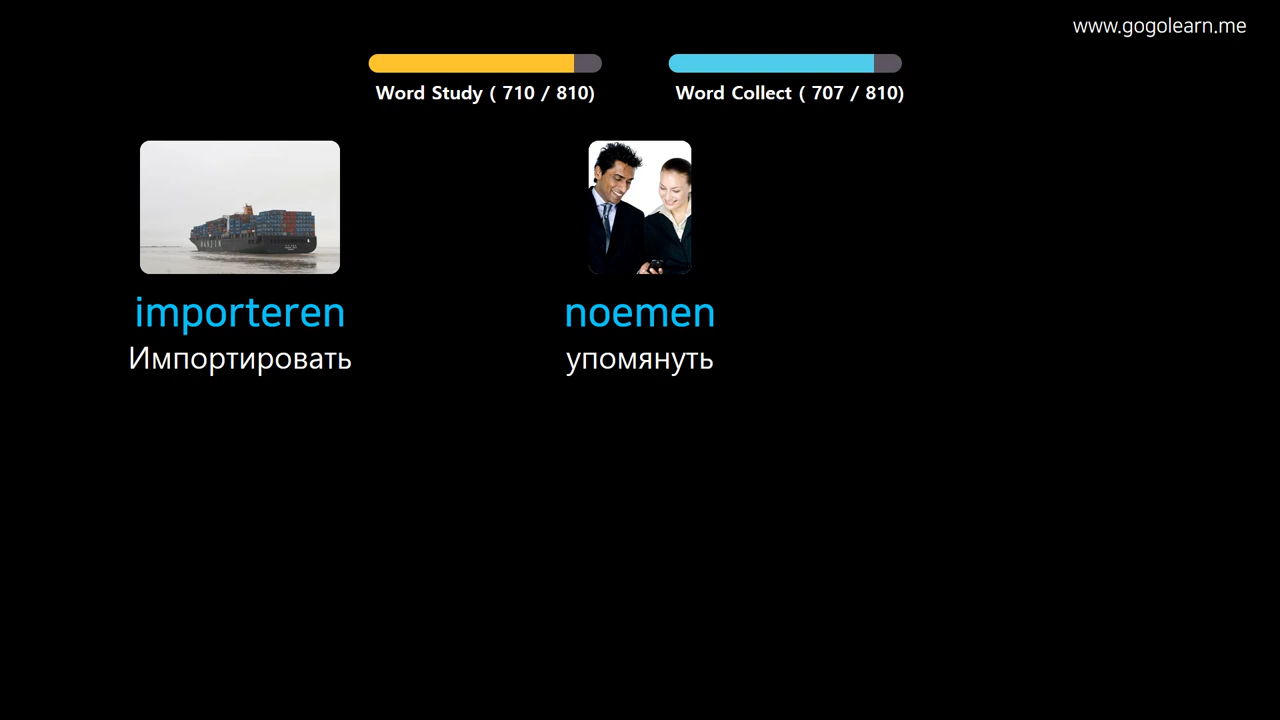 www.gogolearn.me
Word Study ( 710 / 810)
Word Collect ( 707 / 810)
importeren
Импортировать
noemen
упомянуть